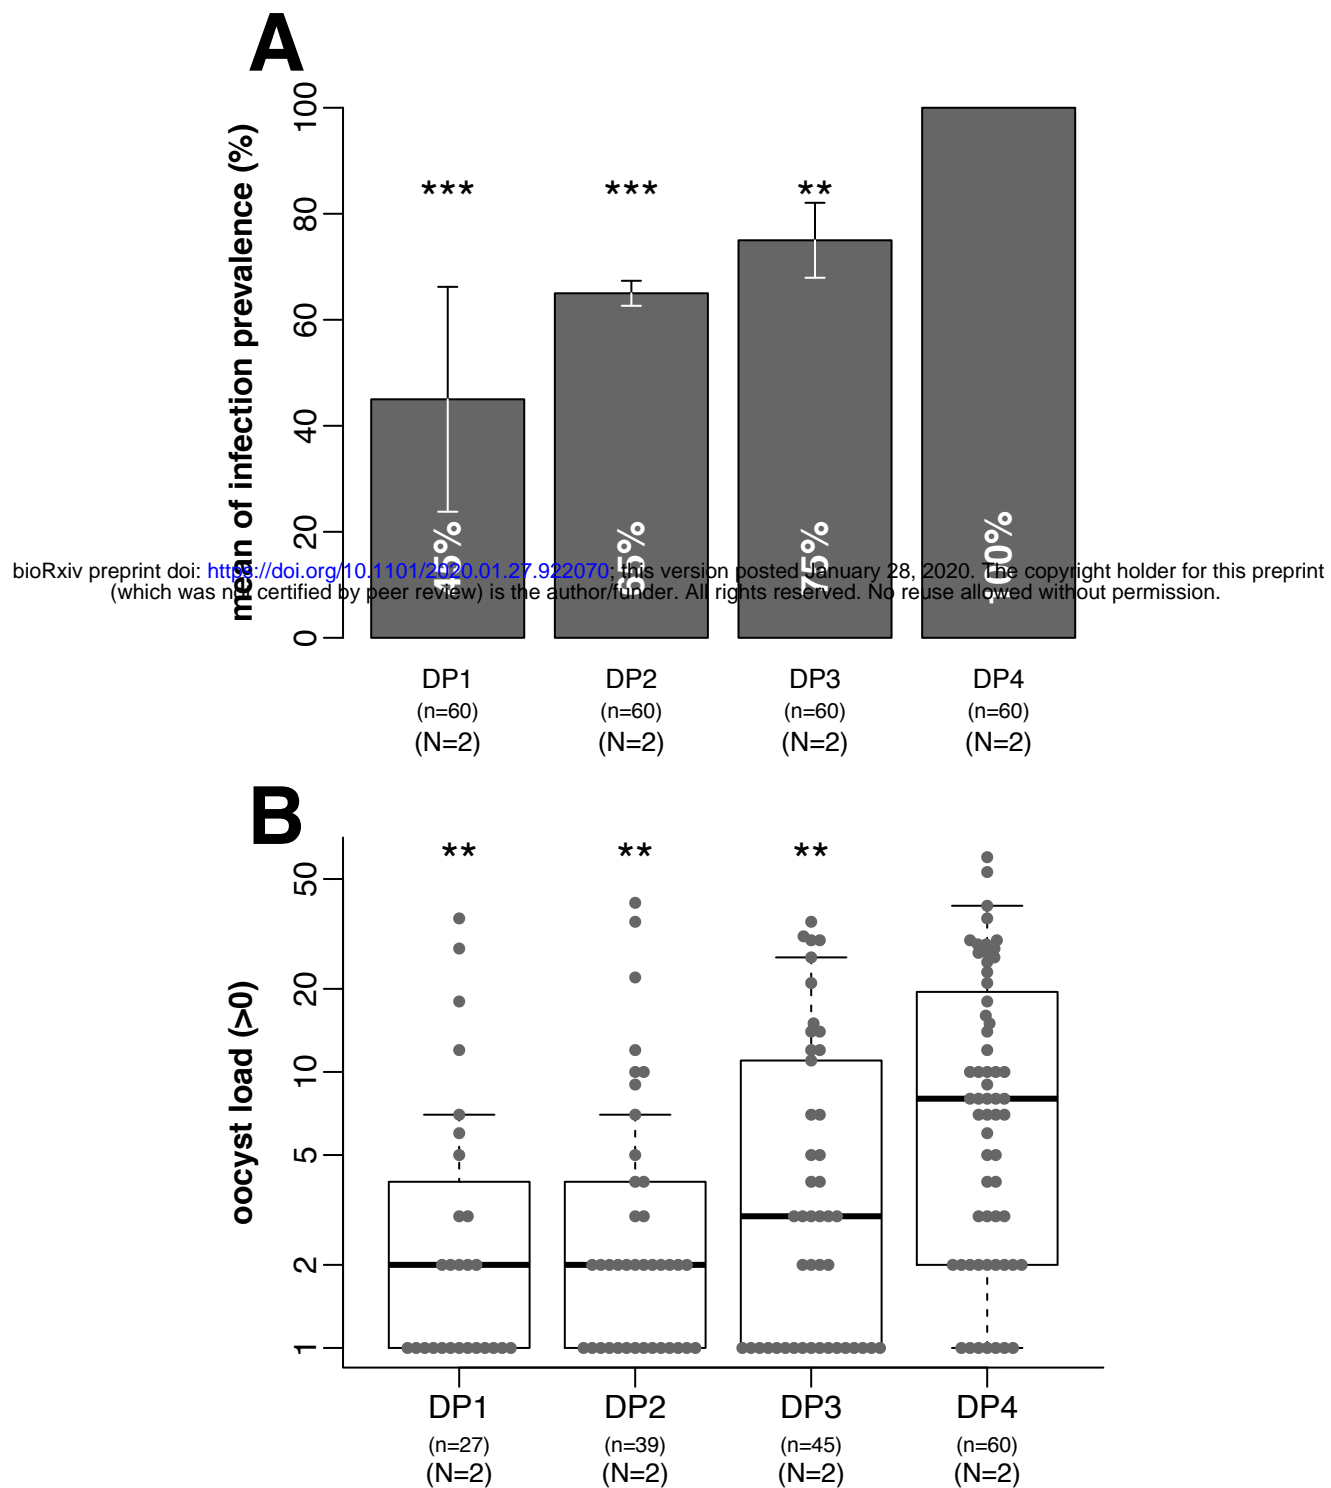 A
mean of infection prevalence (%)
100
80
60
40
20
0
***
***
**
45%
65%
75%
100%
bioRxiv preprint doi: https://doi.org/10.1101/2020.01.27.922070; this version posted January 28, 2020. The copyright holder for this preprint
(which was not certified by peer review) is the author/funder. All rights reserved. No reuse allowed without permission.
DP1 DP2 DP3 DP4
(n=60) (n=60) (n=60) (n=60)
(N=2) (N=2) (N=2) (N=2)
B
oocyst load (>0)
50
20
10
5
2
1
** ** **
DP1 DP2 DP3 DP4
(n=27) (n=39) (n=45) (n=60)
(N=2) (N=2) (N=2) (N=2)